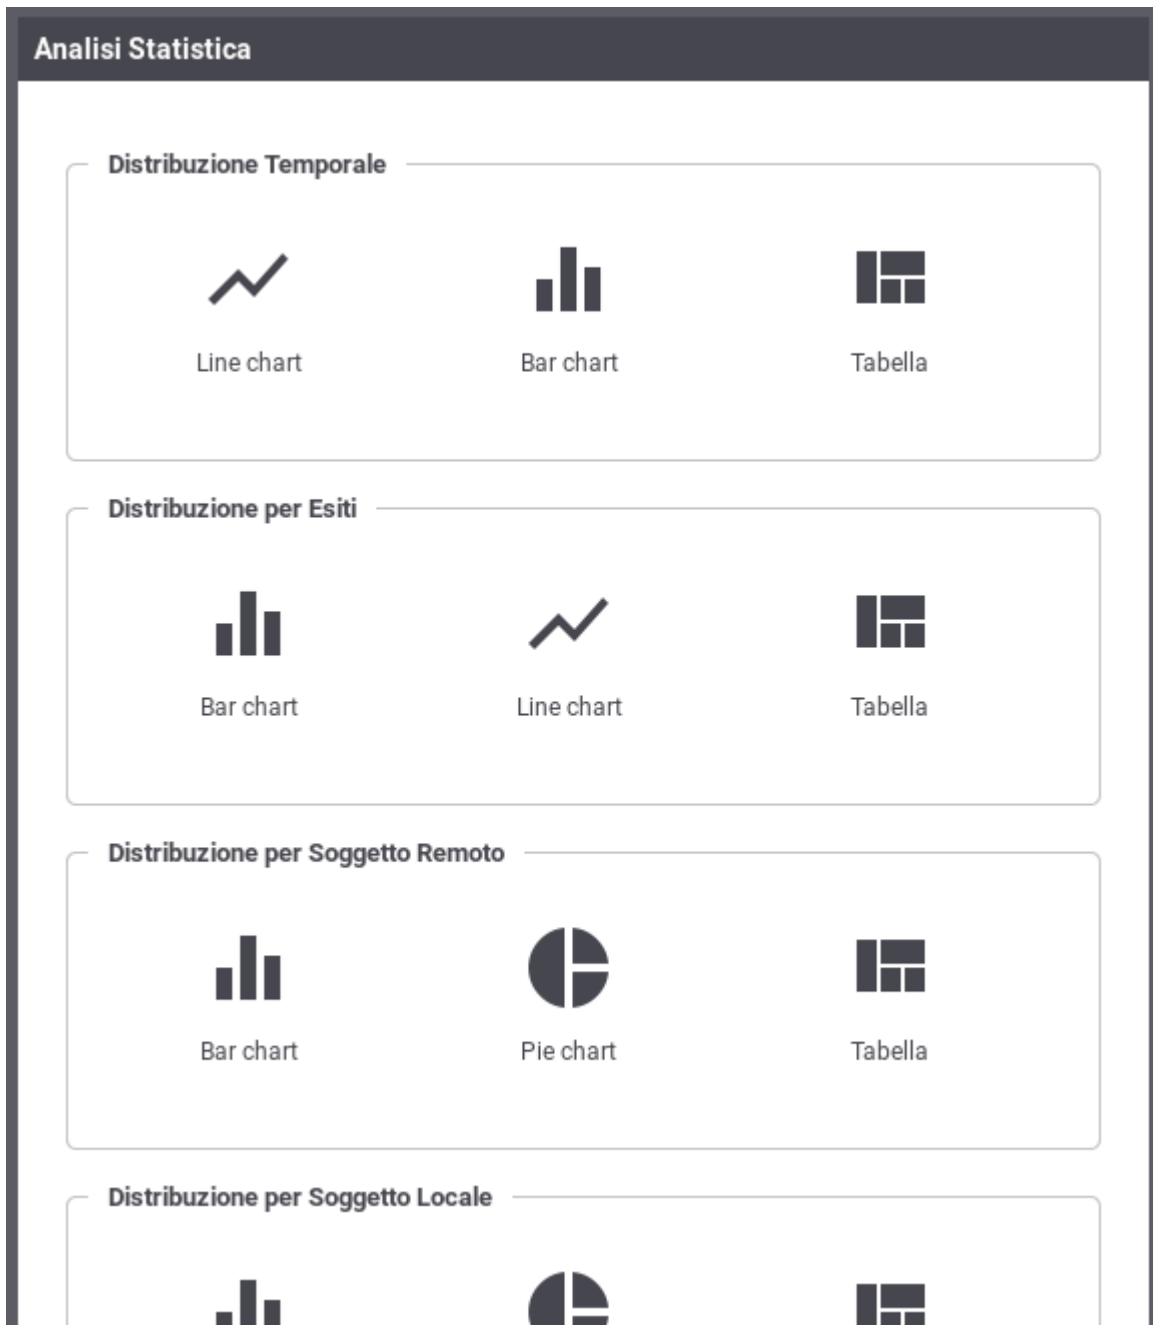 Analisi Statistica
Distribuzione Temporale
Line chart
Bar chart
Tabella
Distribuzione per Esiti
Bar chart
Line chart
Tabella
Distribuzione per Soggetto Remoto
Bar chart
Pie chart
Tabella
Distribuzione per Soggetto Locale